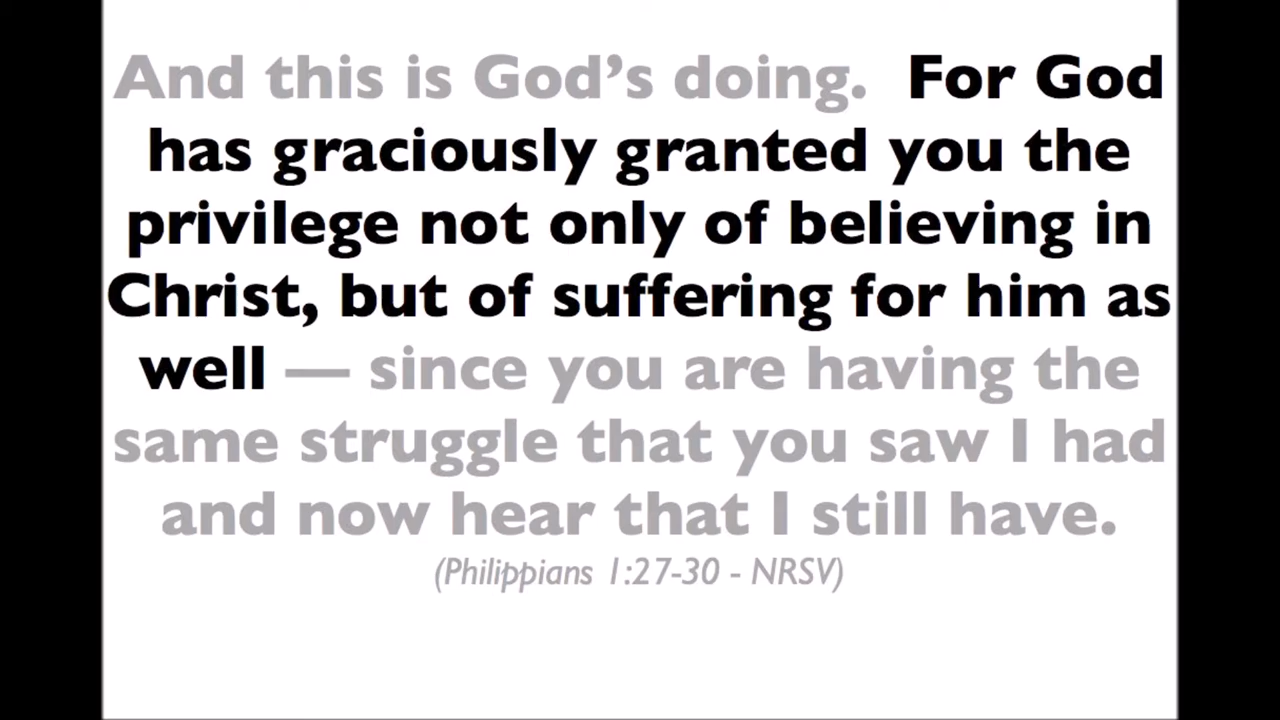 And this is God’s doing. For God
has graciously granted you the
privilege not only of believing in
Christ, but of suffering for him as
well — since you are having the
same struggle that you saw I had
and now hear that I still have.
(Philippians 1:27-30 - NRSV)